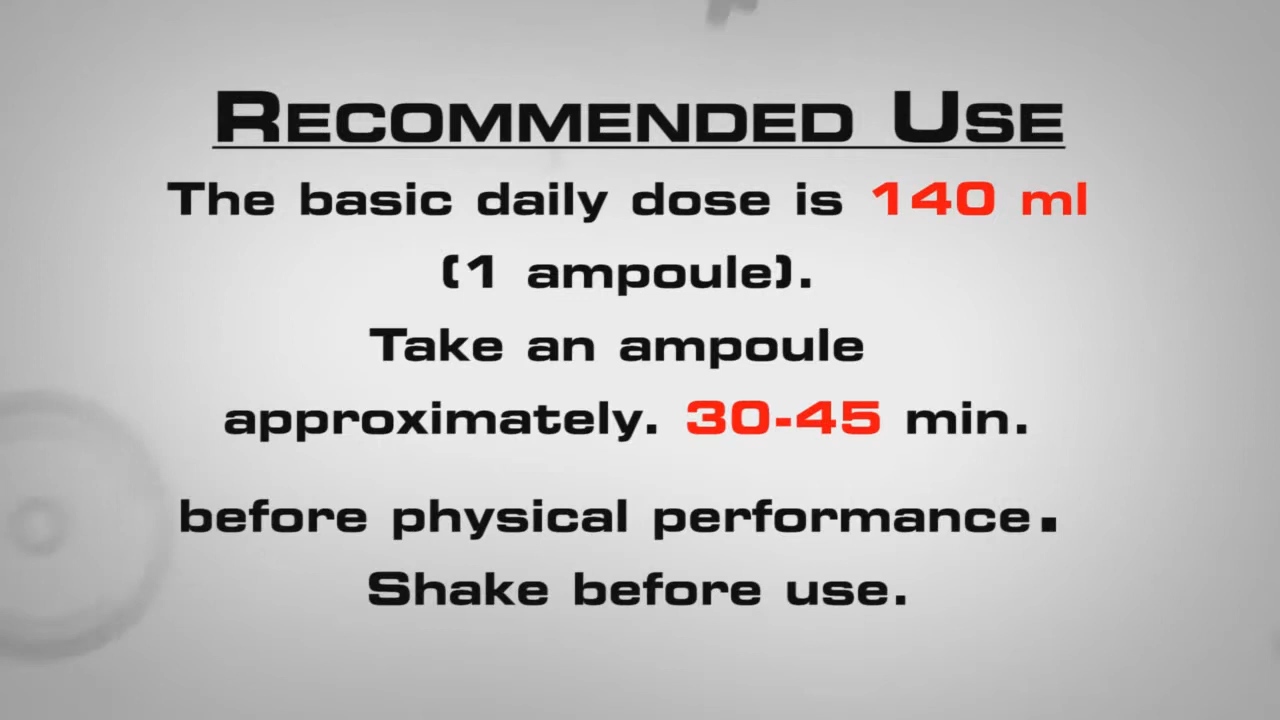 RECOMMENDED USE
The basic daily dose is 140 ml
(1 ampoule).
Take an ampoule
approximately. 30-45 min.
before physical performance.
Shake before use.